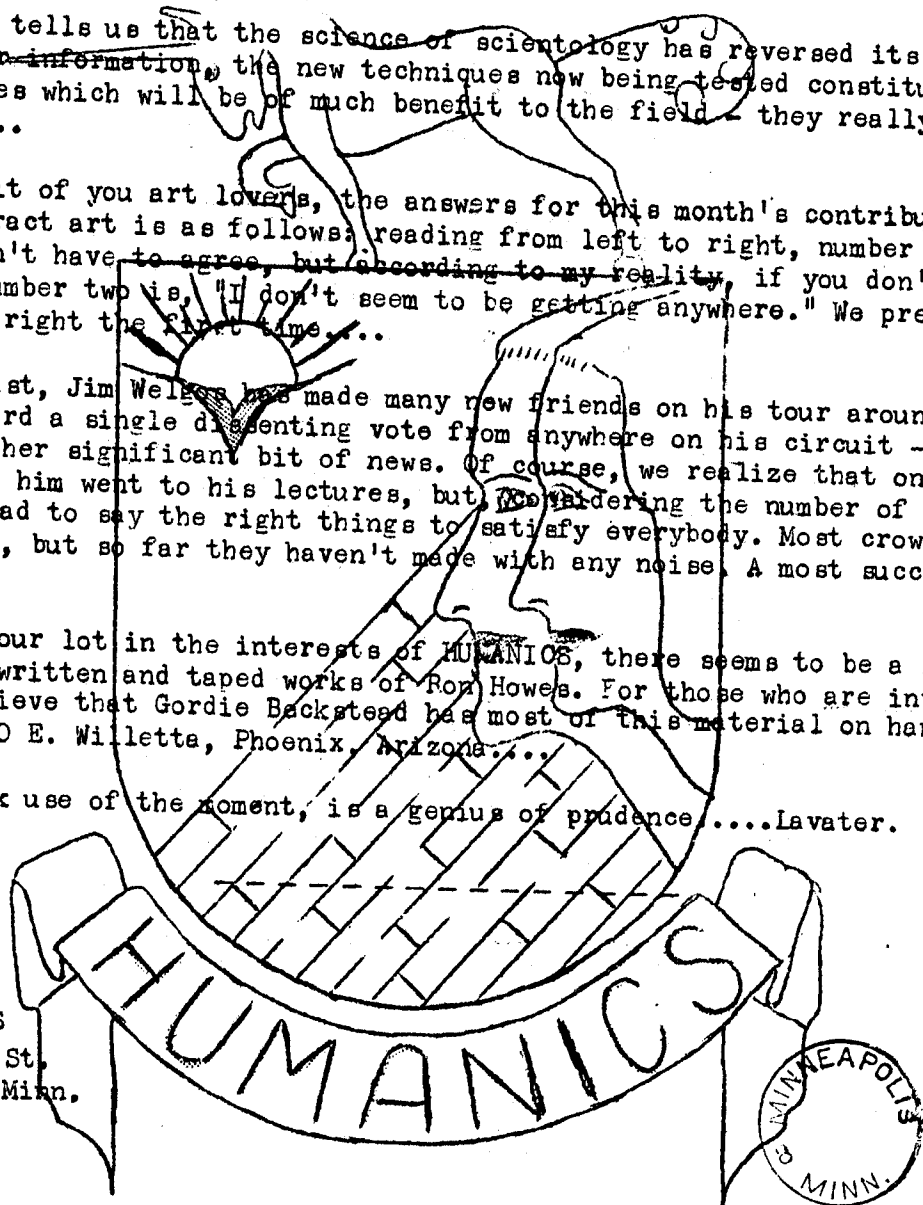 tells us that the science of scientology has reversed its
information, the new techniques now being tested constitu
es which will be of much benefit to the field - they really
..
it of you art lovers, the answers for this month's contribu
ract art is as follows: reading from left to right, number
n't have to agree, but according to my reality, if you don'
umber two is, "I don't seem to be getting anywhere." We pre
right the first time....
st, Jim Welgos has made many new friends on his tour aroun
rd a single dissenting vote from anywhere on his circuit -
her significant bit of news. Of course, we realize that on
him went to his lectures, but, considering the number of
ad to say the right things to satisfy everybody. Most crow
, but so far they haven't made with any noise. A most succ
our lot in the interests of HUMANICS, there seems to be a
written and taped works of Ron Howes. For those who are in
ieve that Gordie Beckstead has most of this material on han
0 E. Willetta, Phoenix, Arizona....
k use of the moment, is a genius of prudence.....Lavater.
HUMANICS
S
St.
Minn.
MINNEAPOLIS
MINN.